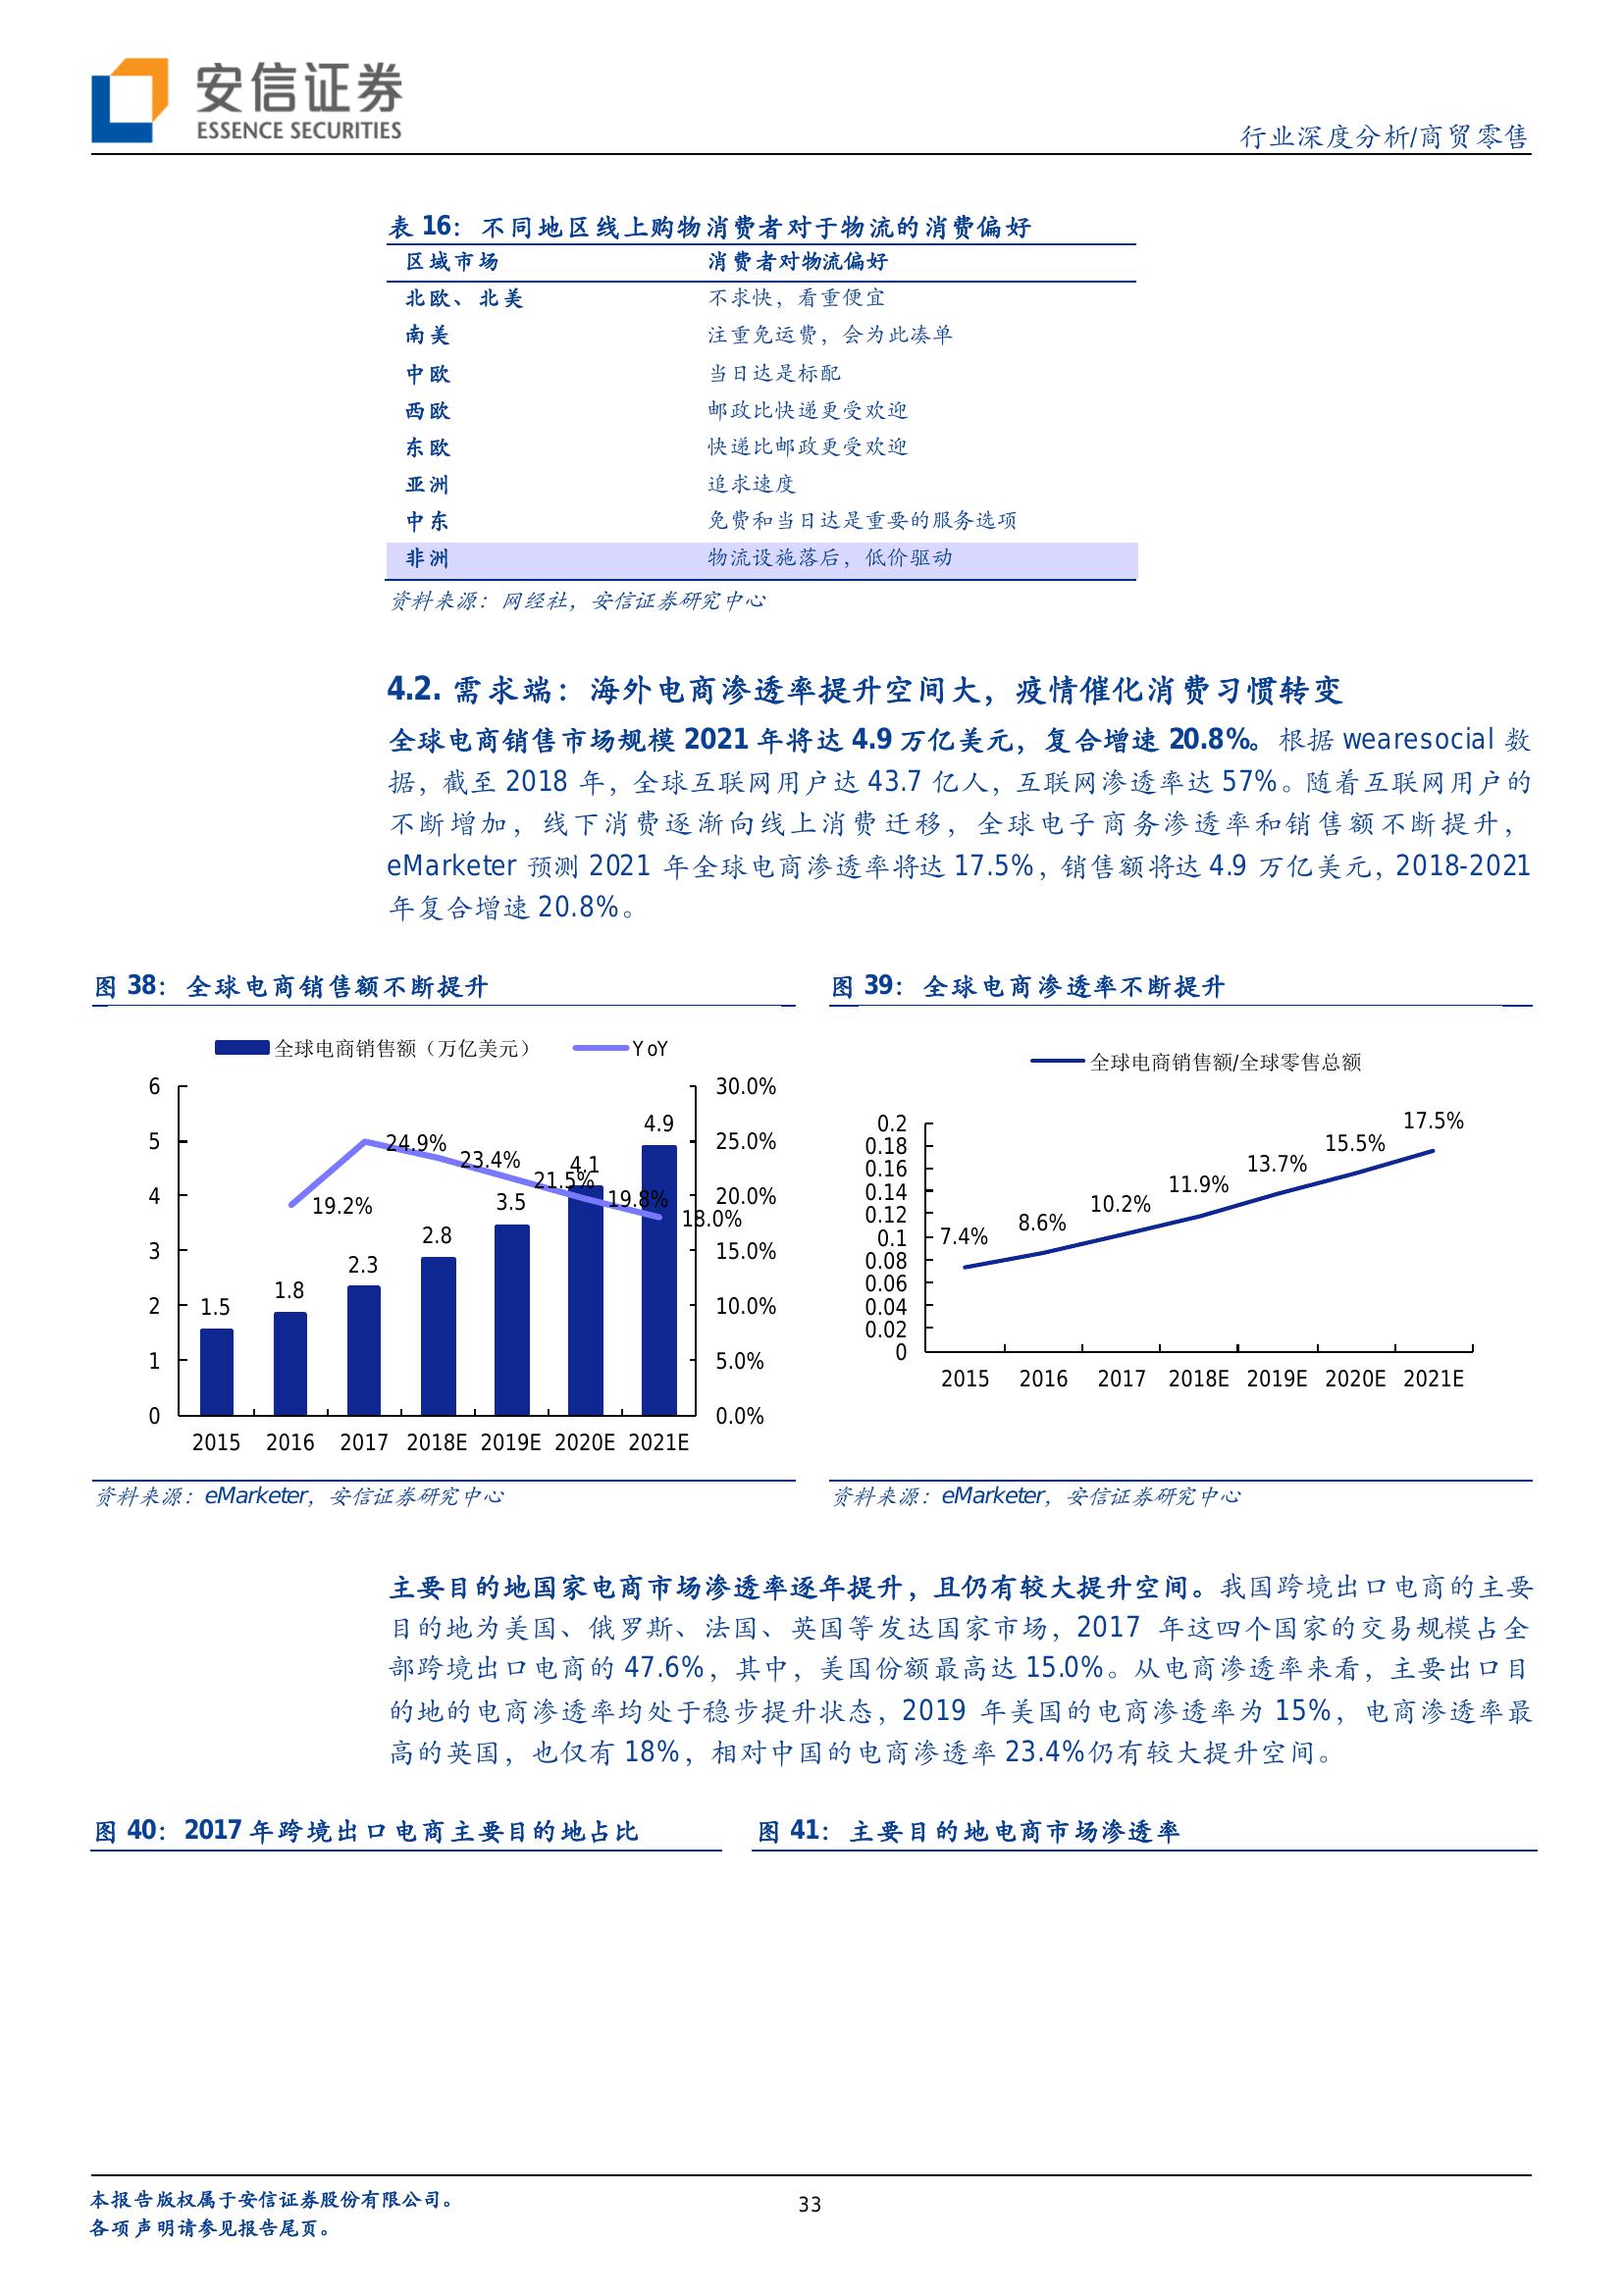 安信证券
ESSENCE SECURITIES
行业深度分析/商贸零售
表 16：不同地区线上购物消费者对于物流的消费偏好
区域市场 消费者对物流偏好
北欧、北美 不求快，看重便宜
南美 注重免运费，会为此凑单
中欧 当日达是标配
西欧 邮政比快递更受欢迎
东欧 快递比邮政更受欢迎
亚洲 追求速度
中东 免费和当日达是重要的服务选项
非洲 物流设施落后，低价驱动
资料来源：网经社，安信证券研究中心
4.2. 需求端：海外电商渗透率提升空间大，疫情催化消费习惯转变
全球电商销售市场规模 2021 年将达 4.9 万亿美元，复合增速 20.8%。根据 wearesocial 数
据，截至 2018 年，全球互联网用户达 43.7 亿人，互联网渗透率达 57%。随着互联网用户的
不断增加，线下消费逐渐向线上消费迁移，全球电子商务渗透率和销售额不断提升，
eMarketer 预测 2021 年全球电商渗透率将达 17.5%，销售额将达 4.9 万亿美元，2018-2021
年复合增速 20.8%。
图 38：全球电商销售额不断提升
全球电商销售额（万亿美元） YoY
6 30.0%
5 25.0%
4 20.0%
3 15.0%
2 10.0%
1 5.0%
0 0.0%
1.5 1.8 2.3 2.8 3.5 4.1 4.9
19.2% 24.9% 23.4% 21.5% 19.8% 18.0%
2015 2016 2017 2018E 2019E 2020E 2021E
资料来源：eMarketer，安信证券研究中心
图 39：全球电商渗透率不断提升
全球电商销售额/全球零售总额
0.2
0.18
0.16
0.14
0.12
0.1
0.08
0.06
0.04
0.02
0
7.4% 8.6% 10.2% 11.9% 13.7% 15.5% 17.5%
2015 2016 2017 2018E 2019E 2020E 2021E
资料来源：eMarketer，安信证券研究中心
主要目的地国家电商市场渗透率逐年提升，且仍有较大提升空间。我国跨境出口电商的主要
目的地为美国、俄罗斯、法国、英国等发达国家市场，2017 年这四个国家的交易规模占全
部跨境出口电商的 47.6%，其中，美国份额最高达 15.0%。从电商渗透率来看，主要出口目
的地的电商渗透率均处于稳步提升状态，2019 年美国的电商渗透率为 15%，电商渗透率最
高的英国，也仅有 18%，相对中国的电商渗透率 23.4%仍有较大提升空间。
图 40：2017 年跨境出口电商主要目的地占比
图 41：主要目的地电商市场渗透率
本报告版权属于安信证券股份有限公司。
33
各项声明请参见报告尾页。